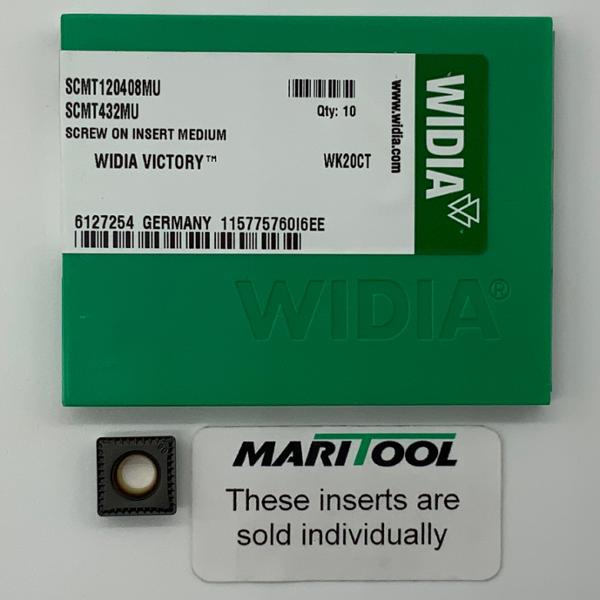 SCMT120408MU
SCMT432MU
Qty: 10
SCREW ON INSERT MEDIUM
WIDIA VICTORY™
WK20CT
6127254 GERMANY 115775760I6EE
www.widia.com
WIDIA
WIDIA®
MARITOOL
These inserts are
sold individually